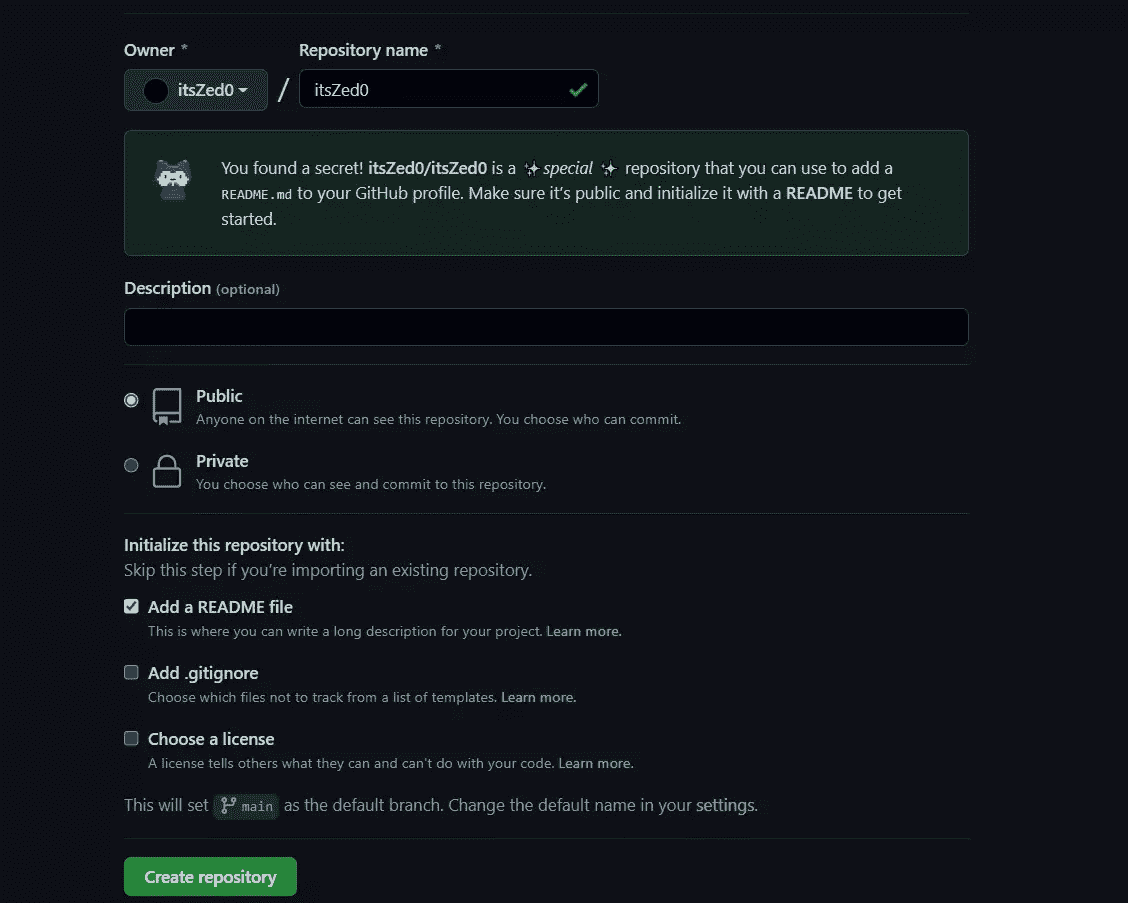 Owner * Repository name *
itsZed0 / itsZed0
You found a secret! itsZed0/itsZed0 is a ✨special ✨ repository that you can use to add a
README.md to your GitHub profile. Make sure it’s public and initialize it with a README to get
started.
Description (optional)
Public
Anyone on the internet can see this repository. You choose who can commit.
Private
You choose who can see and commit to this repository.
Initialize this repository with:
Skip this step if you’re importing an existing repository.
Add a README file
This is where you can write a long description for your project. Learn more.
Add .gitignore
Choose which files not to track from a list of templates. Learn more.
Choose a license
A license tells others what they can and can't do with your code. Learn more.
This will set main as the default branch. Change the default name in your settings.
Create repository